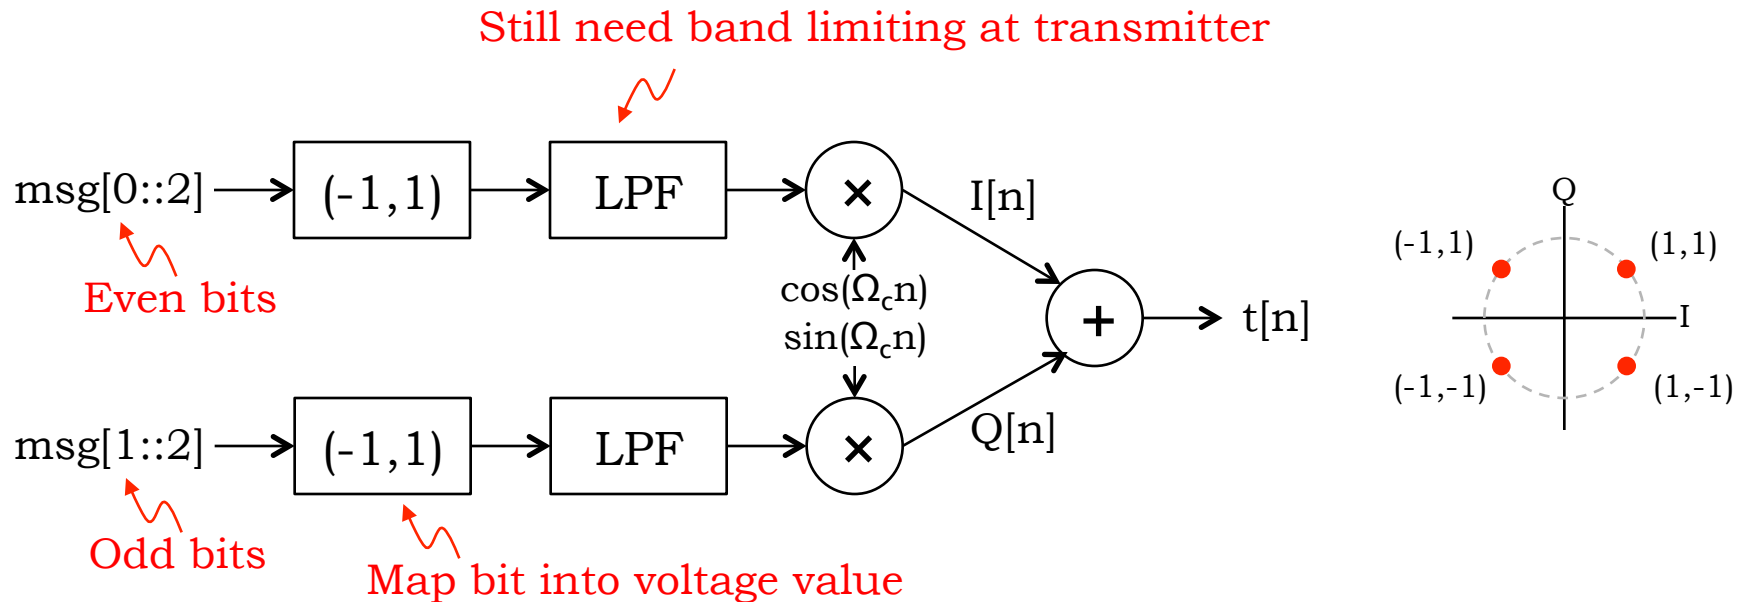 Still need band limiting at transmitter
msg[0::2]
(-1,1)
LPF
×
I[n]
Even bits
cos(Ωcn)
sin(Ωcn)
+
t[n]
msg[1::2]
(-1,1)
LPF
×
Q[n]
Odd bits
Map bit into voltage value
Q
(-1,1)
(1,1)
I
(-1,-1)
(1,-1)